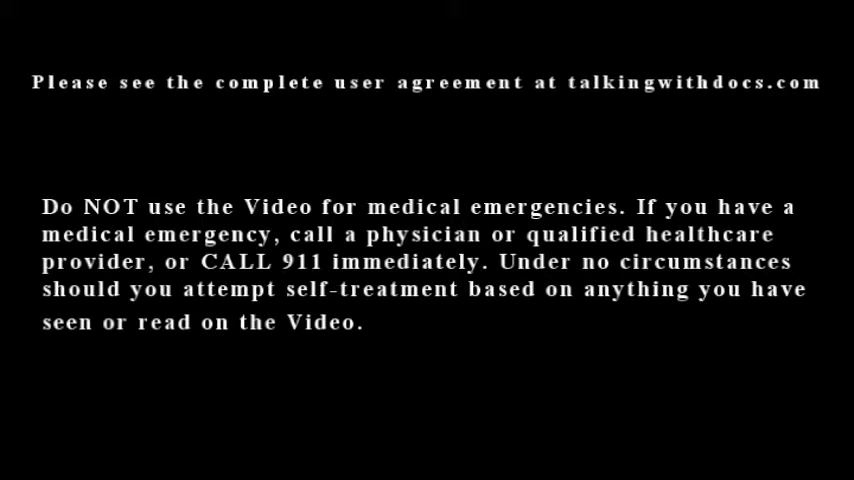 Please see the complete user agreement at talkingwithdocs.com
Do NOT use the Video for medical emergencies. If you have a
medical emergency, call a physician or qualified healthcare
provider, or CALL 911 immediately. Under no circumstances
should you attempt self-treatment based on anything you have
seen or read on the Video.